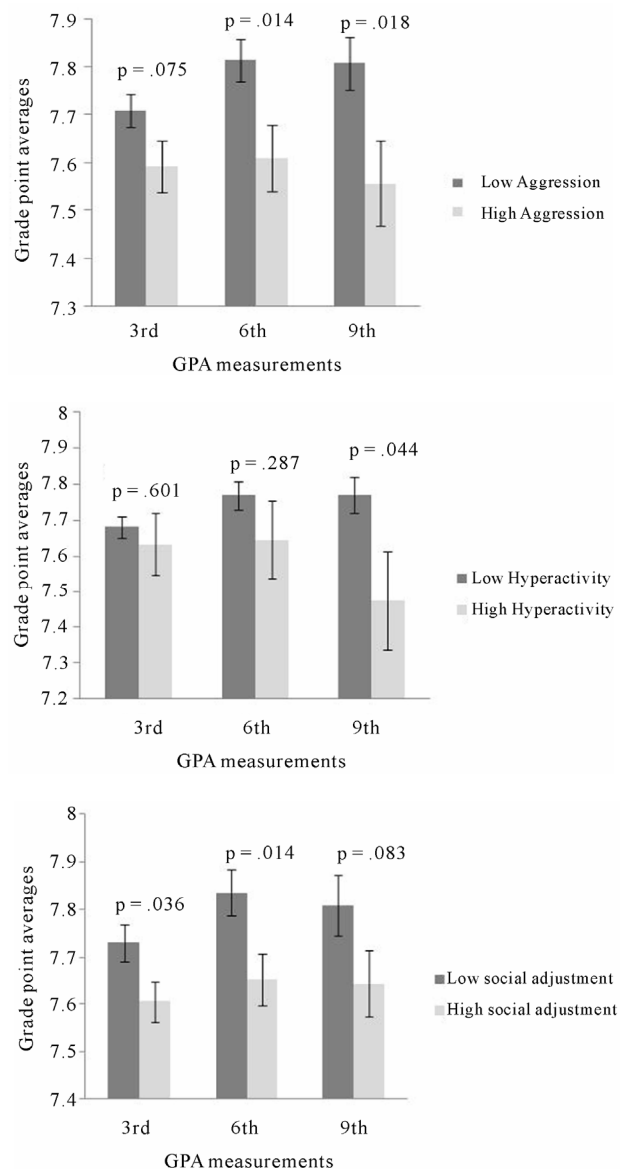 7.9
7.8
7.7
7.6
7.5
7.4
7.3
Grade point averages
p = .075
p = .014
p = .018
3rd
6th
9th
GPA measurements
Low Aggression
High Aggression
8
7.9
7.8
7.7
7.6
7.5
7.4
7.3
7.2
Grade point averages
p = .601
p = .287
p = .044
3rd
6th
9th
GPA measurements
Low Hyperactivity
High Hyperactivity
8
7.9
7.8
7.7
7.6
7.5
7.4
Grade point averages
p = .036
p = .014
p = .083
3rd
6th
9th
GPA measurements
Low social adjustment
High social adjustment